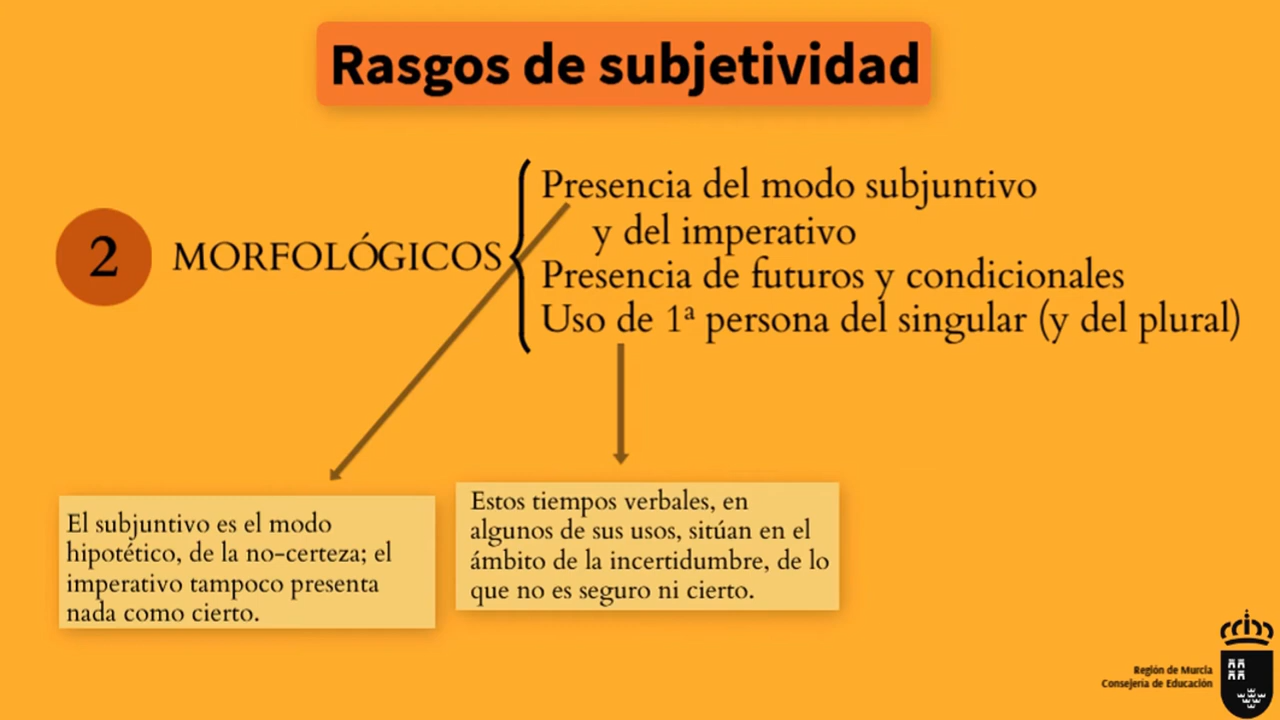 Rasgos de subjetividad
2
MORFOLÓGICOS
Presencia del modo subjuntivo
y del imperativo
Presencia de futuros y condicionales
Uso de 1ª persona del singular (y del plural)
El subjuntivo es el modo
hipotético, de la no-certeza; el
imperativo tampoco presenta
nada como cierto.
Estos tiempos verbales, en
algunos de sus usos, sitúan en el
ámbito de la incertidumbre, de lo
que no es seguro ni cierto.
Región de Murcia
Consejería de Educación